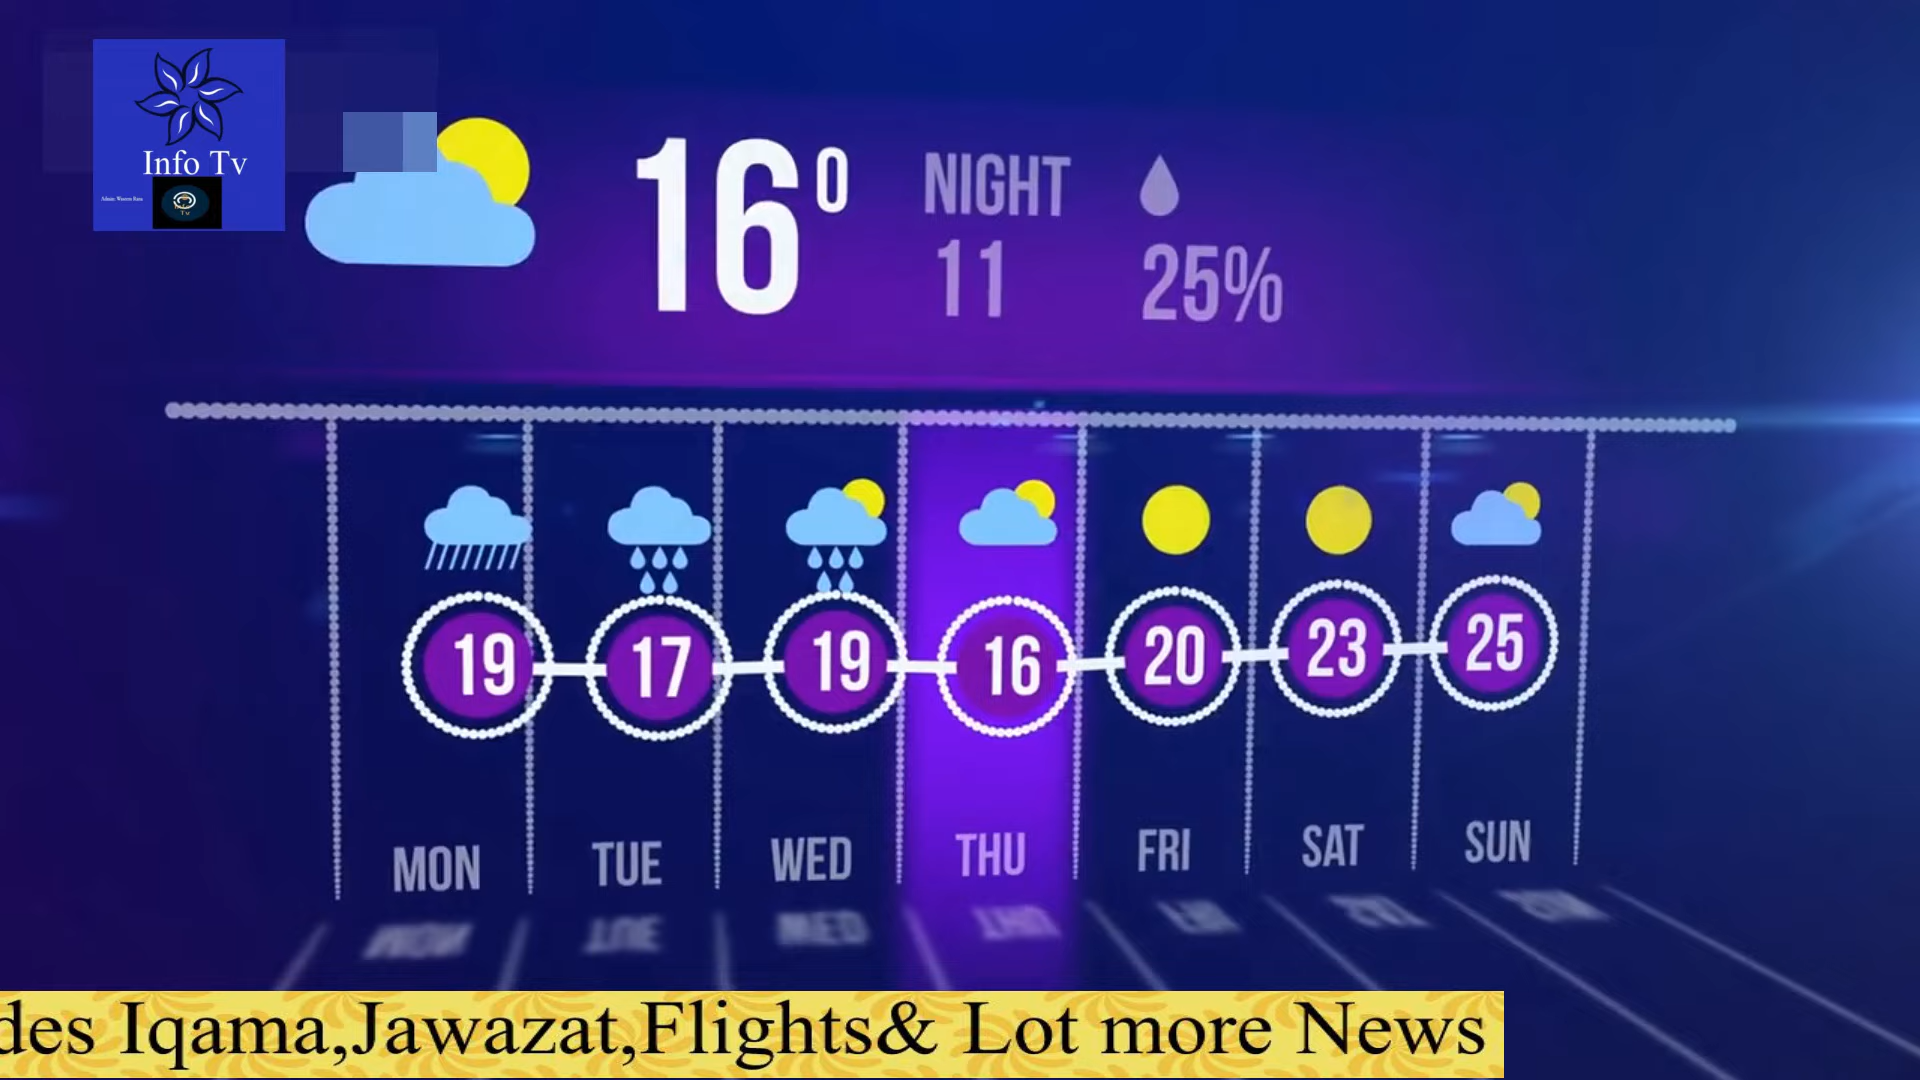 Info Tv
16°
NIGHT
11
25%
19 17 19 16 20 23 25
MON TUE WED THU FRI SAT SUN
des Iqama,Jawazat,Flights& Lot more News